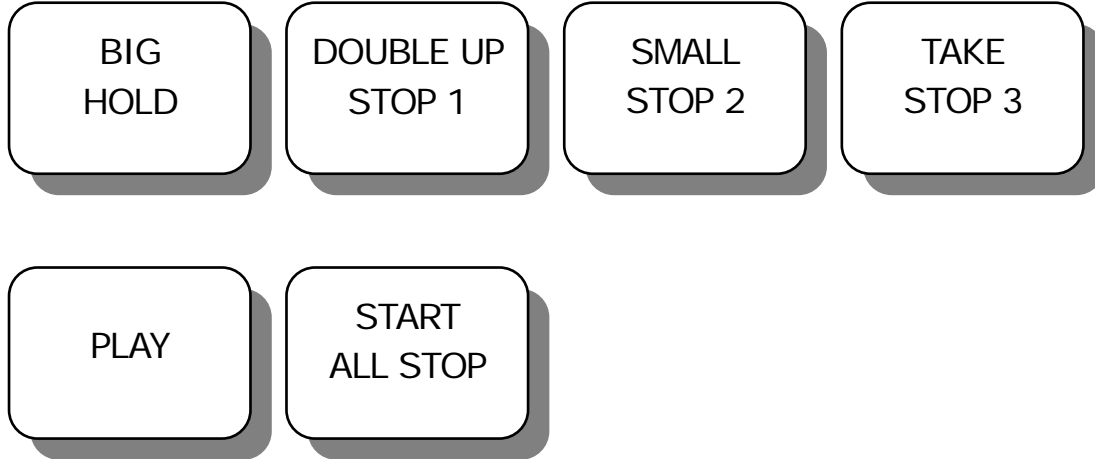 BIG
HOLD
DOUBLE UP
STOP 1
SMALL
STOP 2
TAKE
STOP 3
PLAY
START
ALL STOP